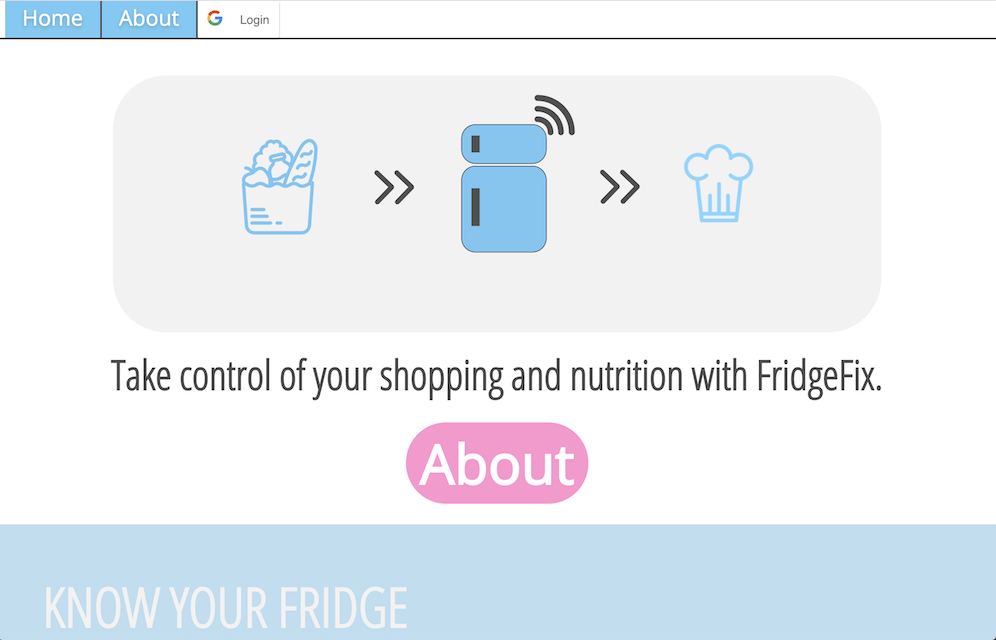 Home About Login
Take control of your shopping and nutrition with FridgeFix.
About
KNOW YOUR FRIDGE